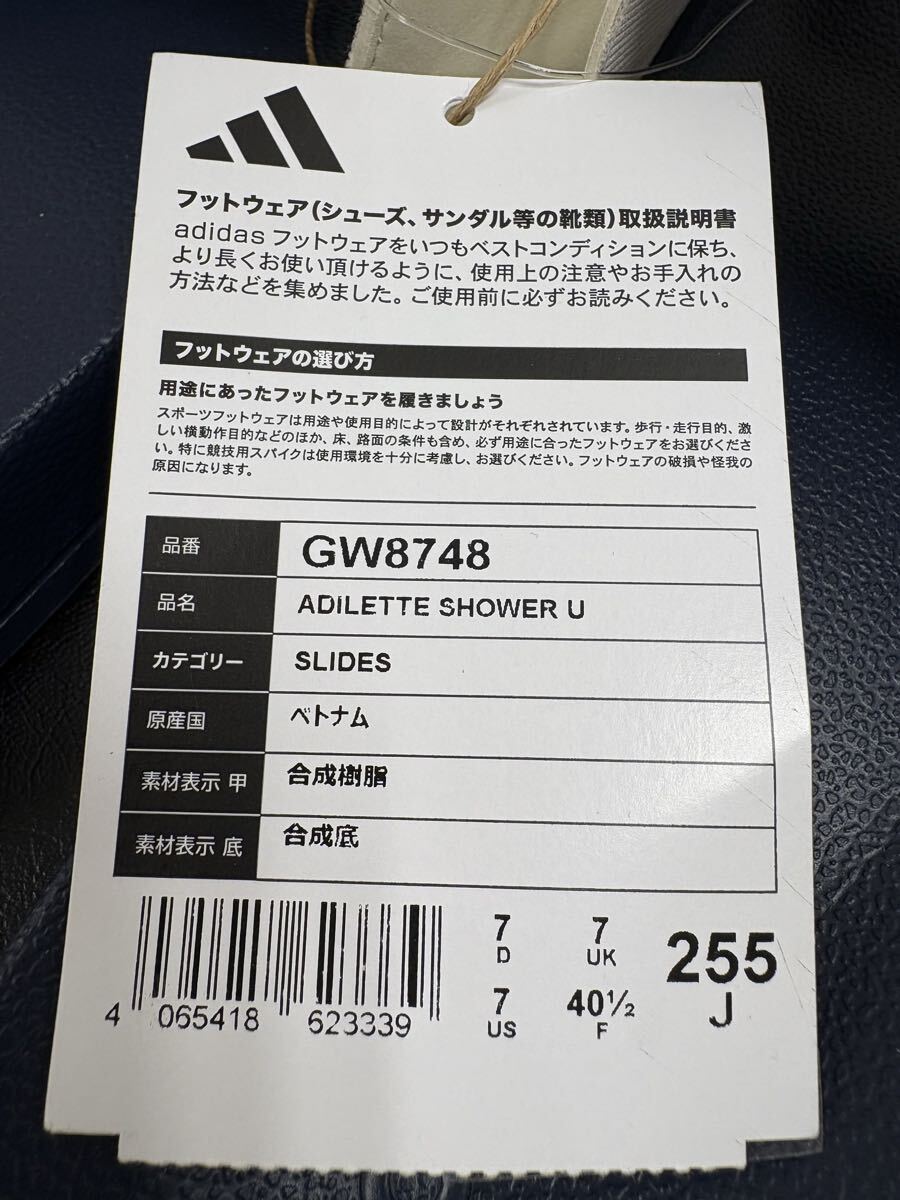 フットウェア(シューズ、サンダル等の靴類)取扱説明書
adidas フットウェアをいつもベストコンディションに保ち、
より長くお使い頂けるように、使用上の注意やお手入れの
方法などを集めました。ご使用前に必ずお読みください。
フットウェアの選び方
用途にあったフットウェアを履きましょう
スポーツフットウェアは用途や使用目的によって設計がそれぞれされています。歩行・走行目的、激
しい横動作目的などのほか、床、路面の条件も含め、必ず用途に合ったフットウェアをお選びくださ
い。特に競技用スパイクは使用環境を十分に考慮し、お選びください。フットウェアの破損や怪我の
原因になります。
品番 GW8748
品名 ADILETTE SHOWER U
カテゴリー SLIDES
原産国 ベトナム
素材表示 甲 合成樹脂
素材表示 底 合成底
4 065418 623339
7 7 255
D UK J
7 40½
US F